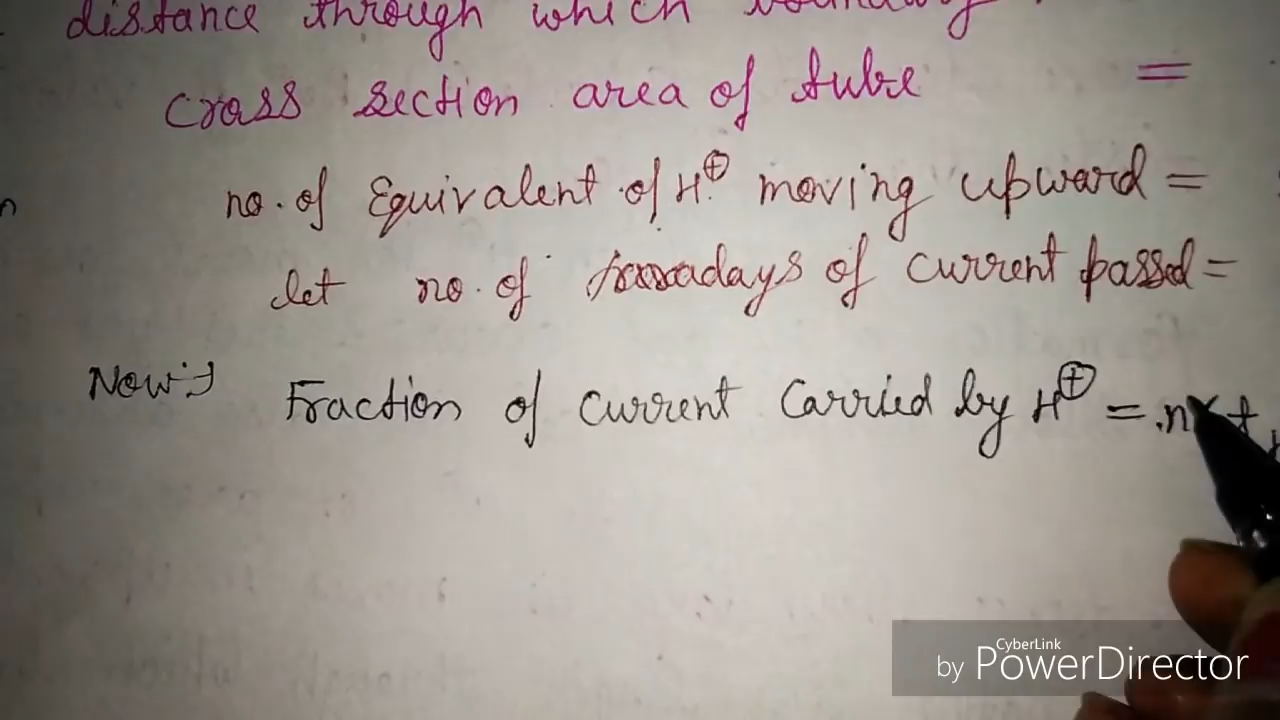 distance through which boundary
Cross section area of tube =
no. of Equivalent of H⊕ moving upward =
let no. of faradays of current passed =
Now:→ Fraction of current carried by H⊕ = n × t
CyberLink
by PowerDirector